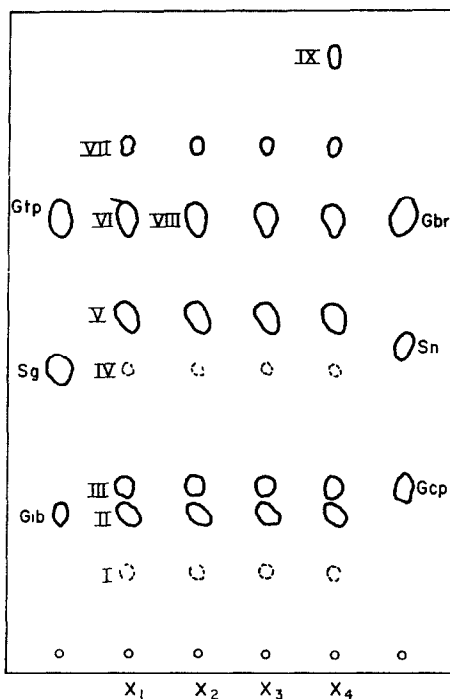 IX
VII
Gtp VI VIII Gbr
V
Sn
Sg IV
III Gcp
Gib II
I
X1 X2 X3 X4